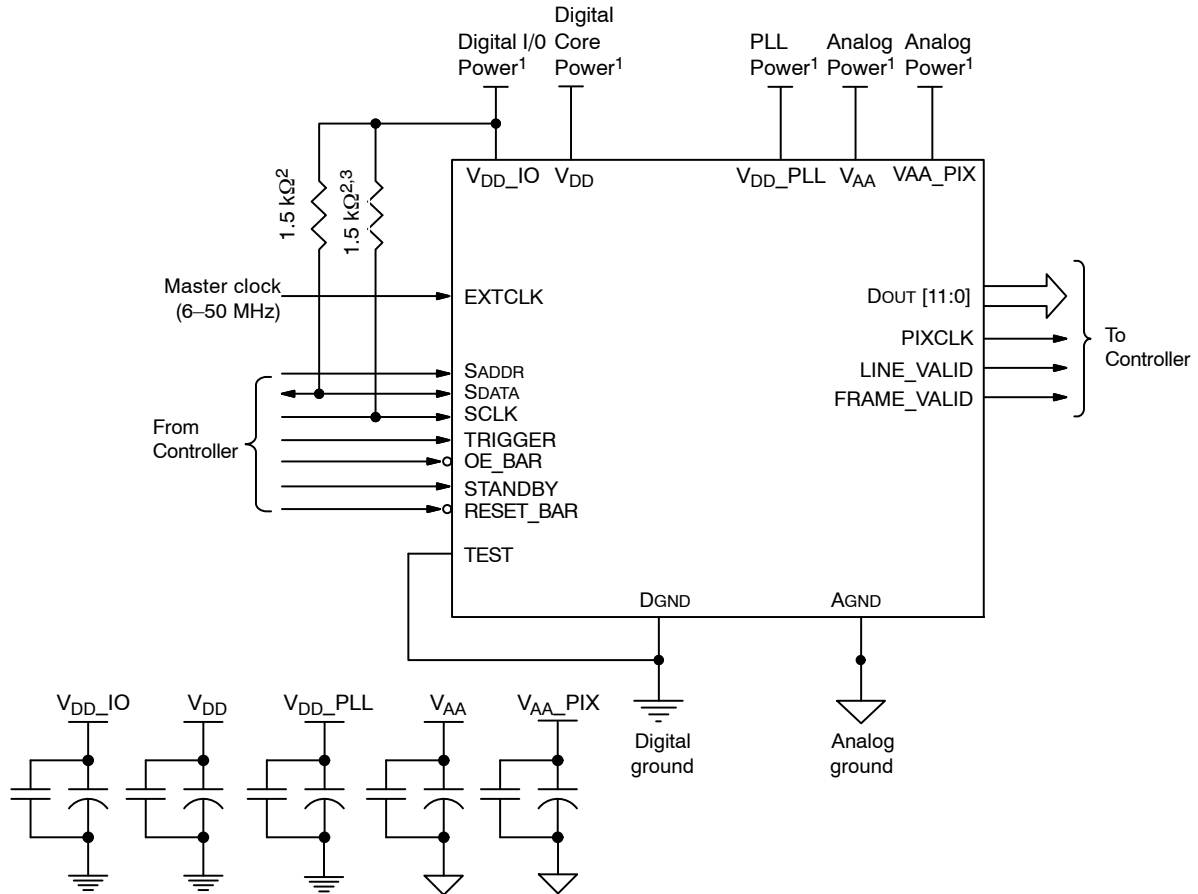 Digital I/0
Power¹
Digital
Core
Power¹
PLL
Power¹
Analog
Power¹
Analog
Power¹
1.5 kΩ²
1.5 kΩ²,³
VDD_IO
VDD
VDD_PLL
VAA
VAA_PIX
Master clock
(6–50 MHz)
EXTCLK
DOUT [11:0]
PIXCLK
LINE_VALID
FRAME_VALID
To
Controller
From
Controller
SADDR
SDATA
SCLK
TRIGGER
OE_BAR
STANDBY
RESET_BAR
TEST
DGND
AGND
Digital
ground
Analog
ground
VDD_IO
VDD
VDD_PLL
VAA
VAA_PIX